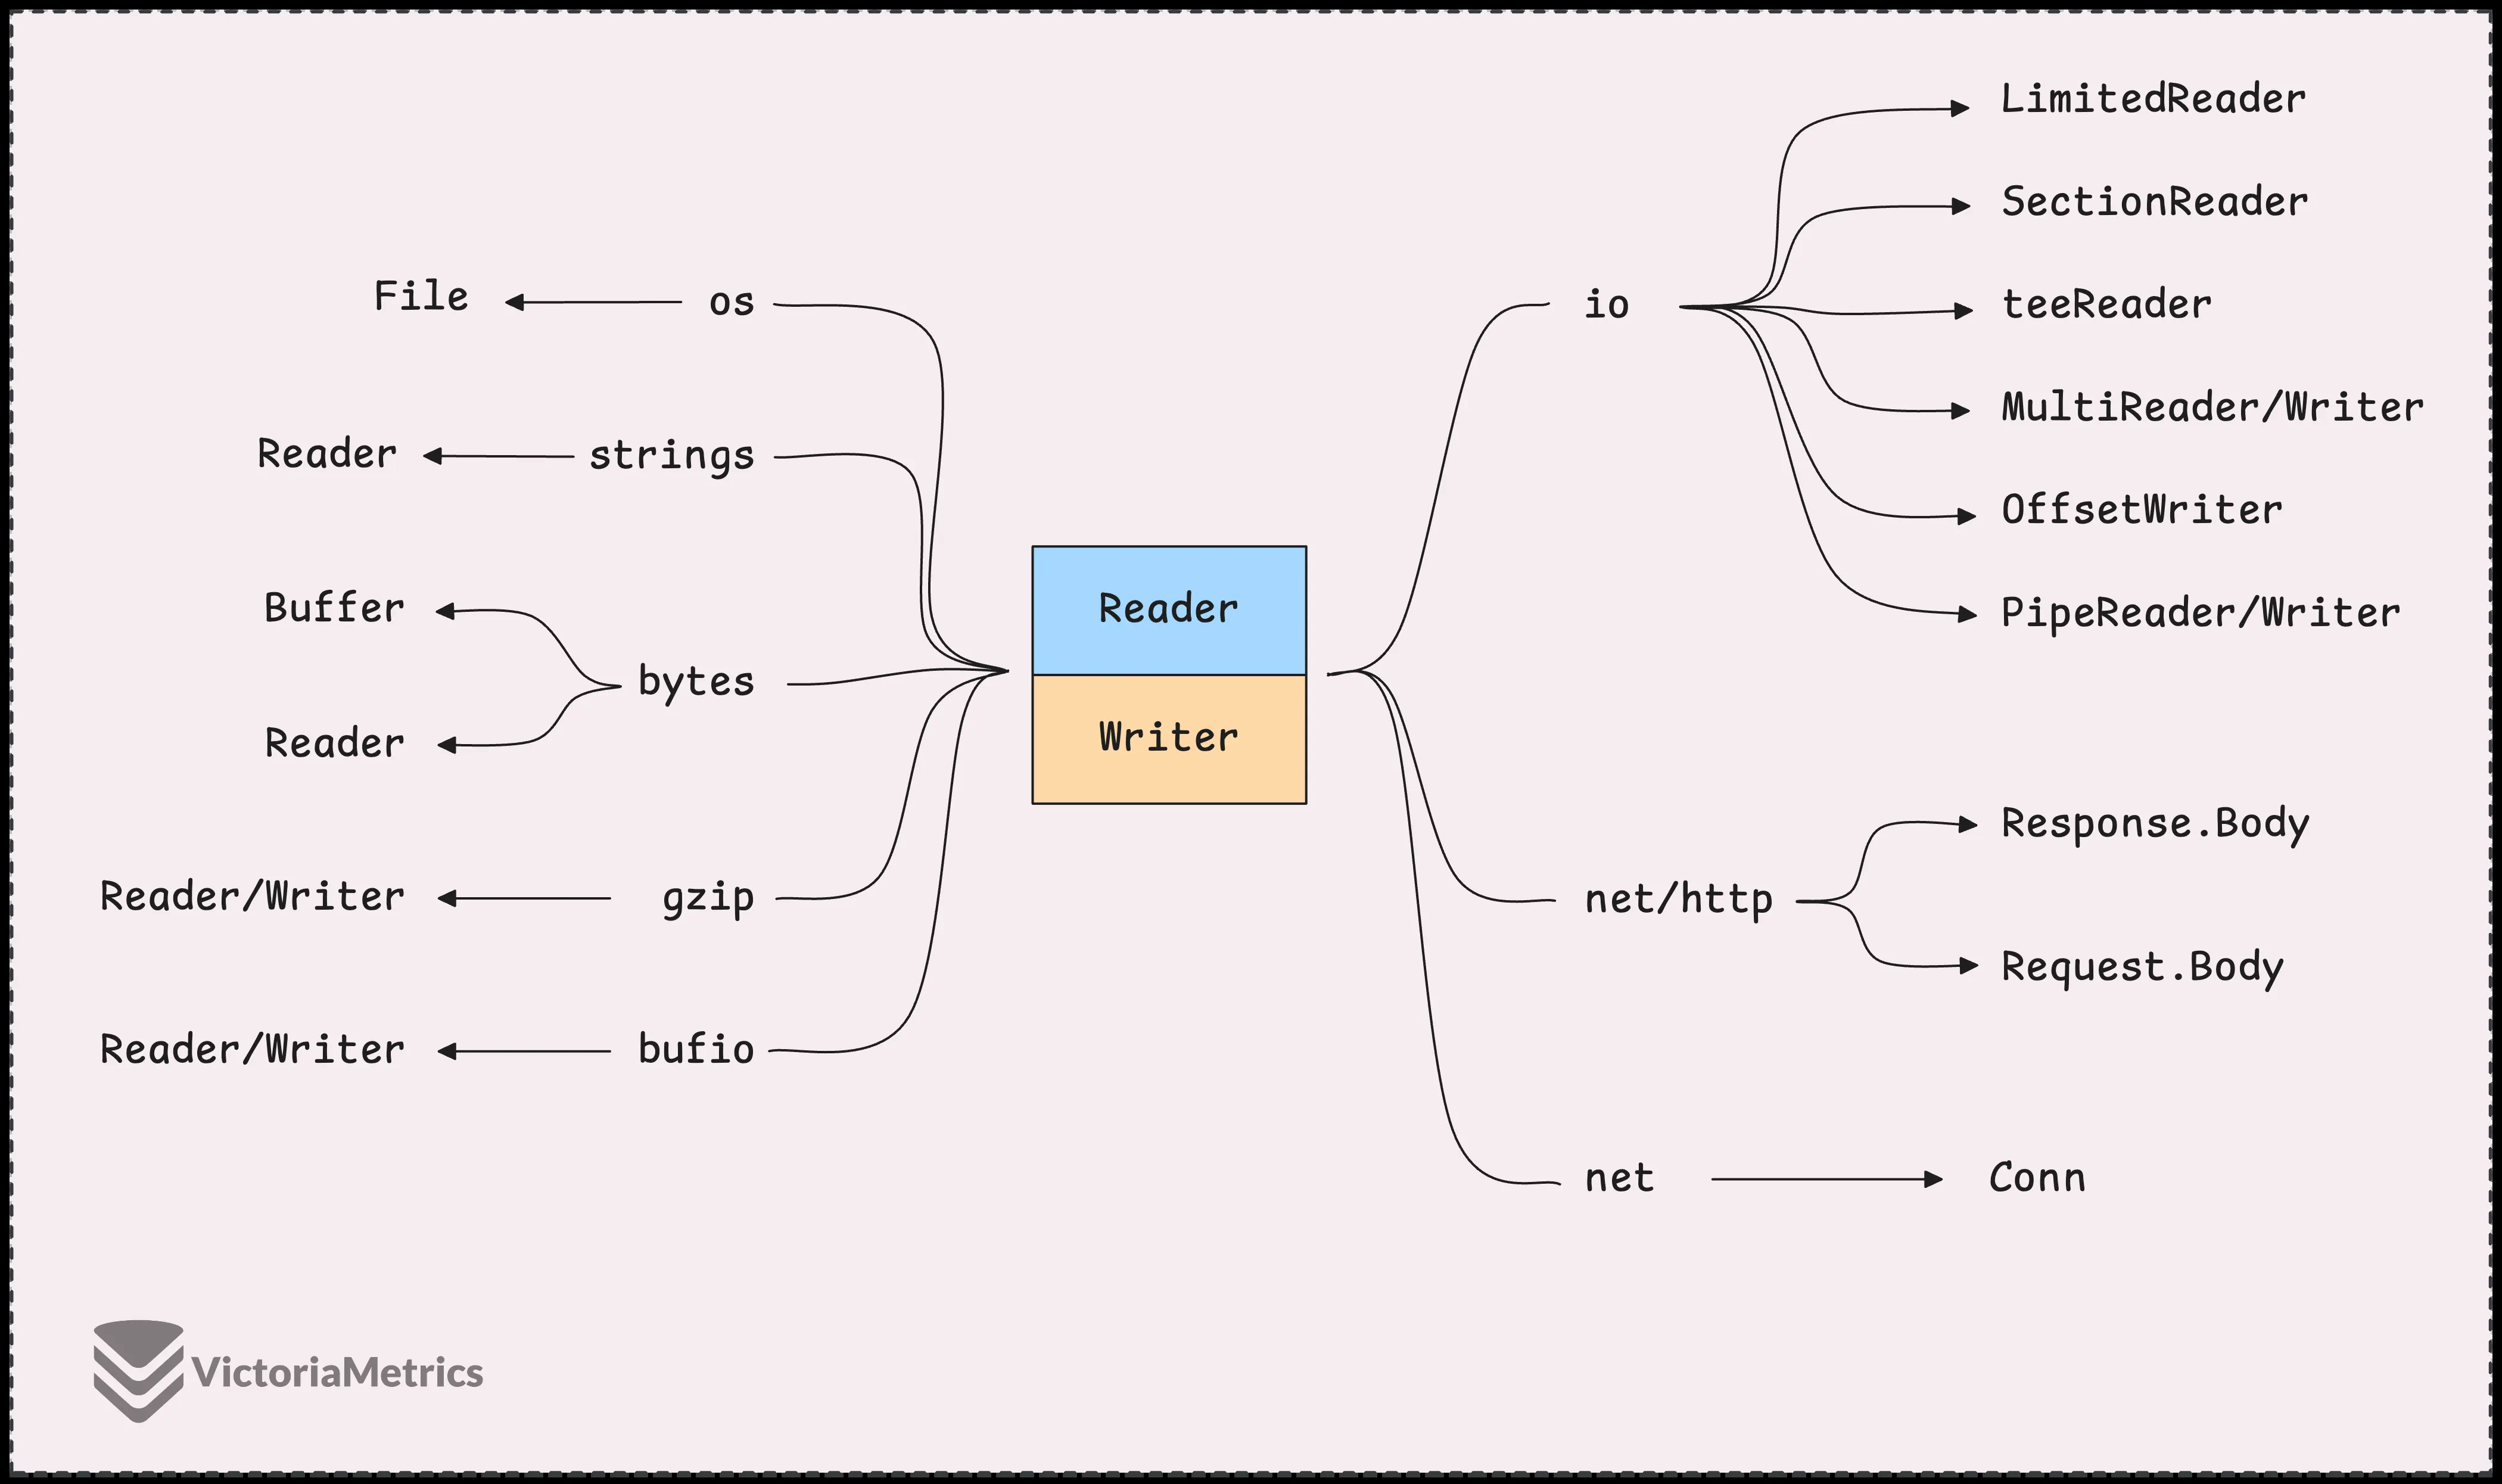 File
os
strings
Reader
Buffer
bytes
Reader
Reader/Writer
gzip
Reader/Writer
bufio
Reader
Writer
io
LimitedReader
SectionReader
teeReader
MultiReader/Writer
OffsetWriter
PipeReader/Writer
net/http
Response.Body
Request.Body
net
Conn
VictoriaMetrics